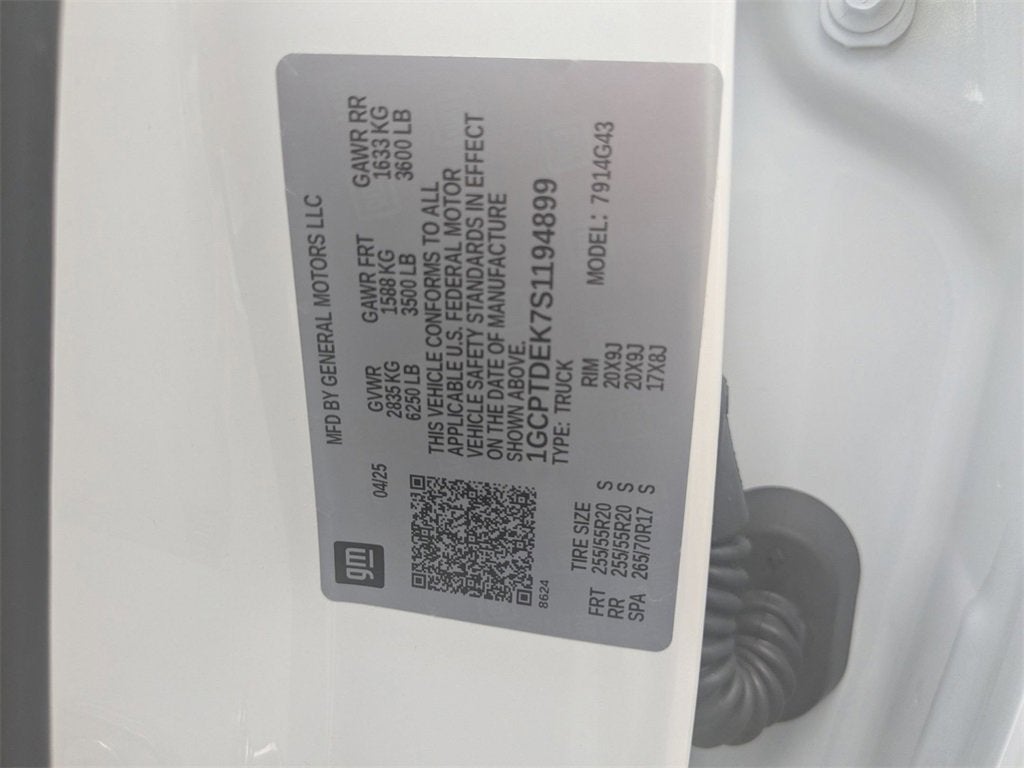 gm
MFD BY GENERAL MOTORS LLC
04/25
GVWR GAWR FRT GAWR RR
2835 KG 1588 KG 1633 KG
6250 LB 3500 LB 3600 LB
THIS VEHICLE CONFORMS TO ALL
APPLICABLE U.S. FEDERAL MOTOR
VEHICLE SAFETY STANDARDS IN EFFECT
ON THE DATE OF MANUFACTURE
SHOWN ABOVE.
1GCPTDEK7S1194899
8624
TYPE: TRUCK MODEL: 7914G43
TIRE SIZE RIM
FRT 255/55R20 S 20X9J
RR 255/55R20 S 20X9J
SPA 265/70R17 S 17X8J